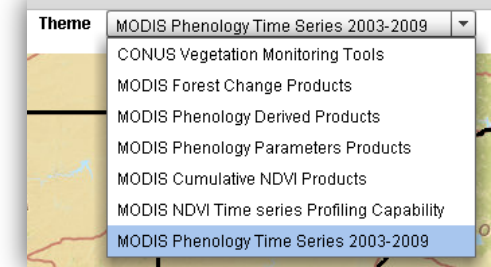 Theme MODIS Phenology Time Series 2003-2009
CONUS Vegetation Monitoring Tools
MODIS Forest Change Products
MODIS Phenology Derived Products
MODIS Phenology Parameters Products
MODIS Cumulative NDVI Products
MODIS NDVI Time series Profiling Capability
MODIS Phenology Time Series 2003-2009